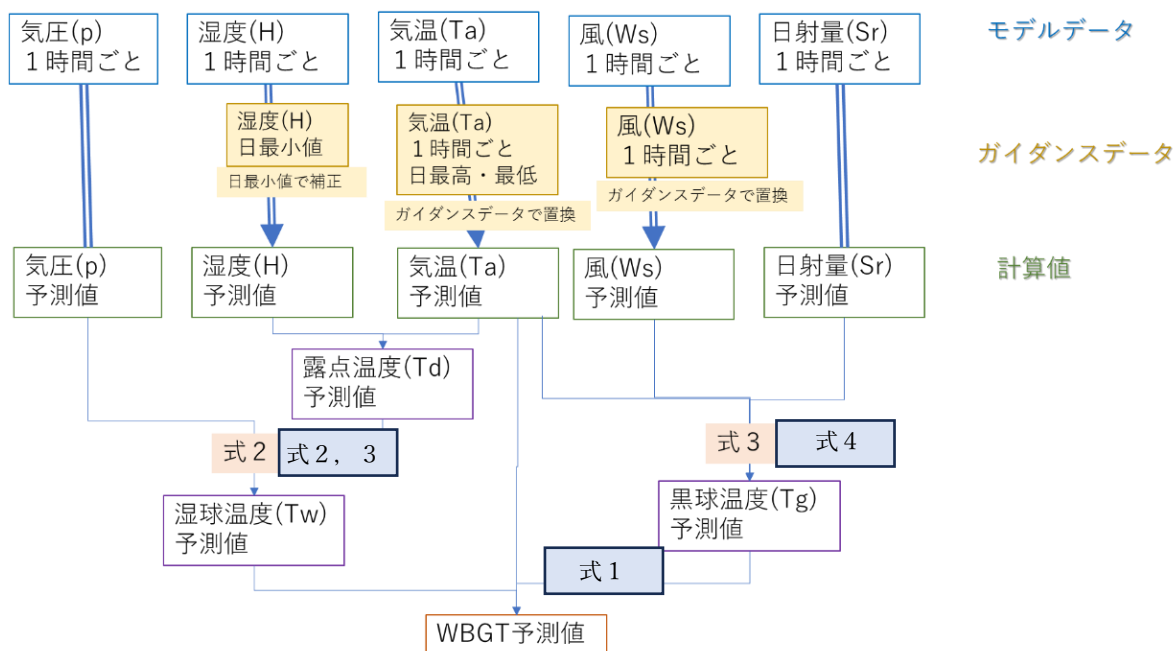 気圧(p)
１時間ごと
湿度(H)
１時間ごと
気温(Ta)
１時間ごと
風(Ws)
１時間ごと
日射量(Sr)
１時間ごと
モデルデータ
湿度(H)
日最小値
日最小値で補正
気温(Ta)
１時間ごと
日最高・最低
ガイダンスデータで置換
風(Ws)
１時間ごと
ガイダンスデータで置換
ガイダンスデータ
気圧(p)
予測値
湿度(H)
予測値
気温(Ta)
予測値
風(Ws)
予測値
日射量(Sr)
予測値
計算値
露点温度(Td)
予測値
式２
式２，３
式３
式４
湿球温度(Tw)
予測値
黒球温度(Tg)
予測値
式１
WBGT予測値